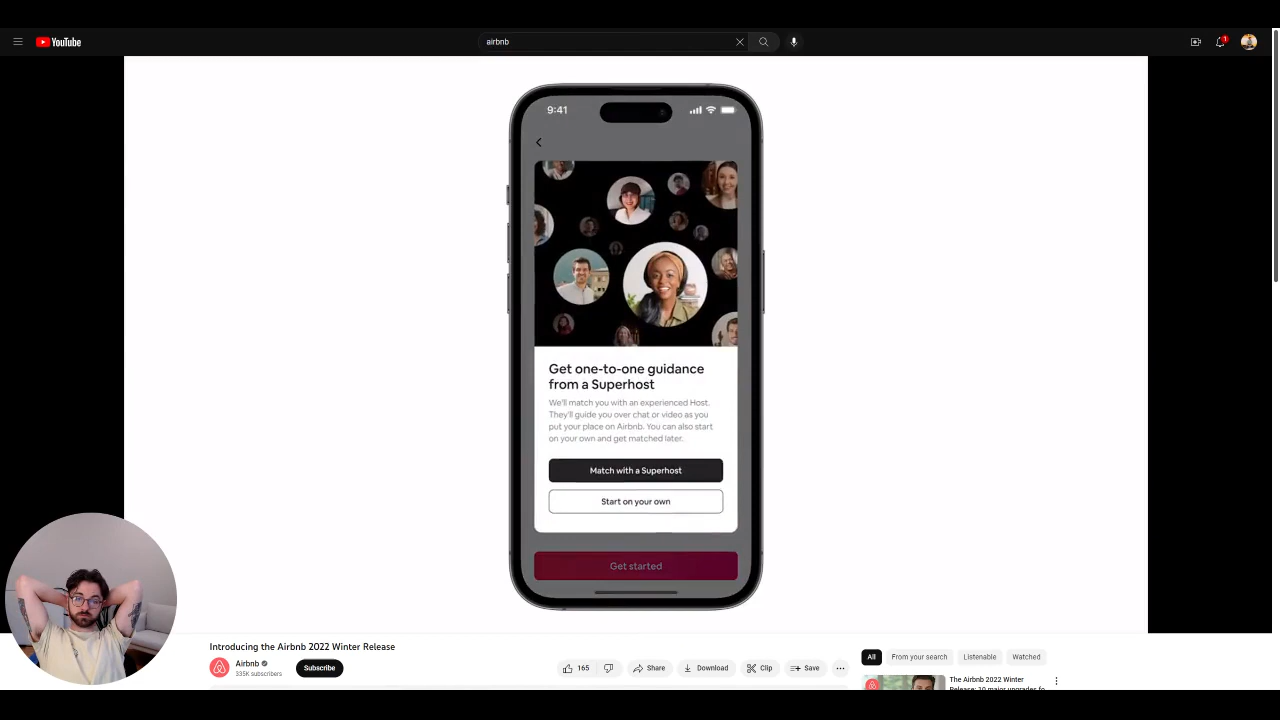 YouTube
airbnb
1
9:41
Get one-to-one guidance
from a Superhost
We'll match you with an experienced Host.
They'll guide you over chat or video as you
put your place on Airbnb. You can also start
on your own and get matched later.
Match with a Superhost
Start on your own
Get started
Introducing the Airbnb 2022 Winter Release
Airbnb
335K subscribers
Subscribe
165
Share
Download
Clip
Save
All
From your search
Listenable
Watched
The Airbnb 2022 Winter
Release: 10 major upgrades fo